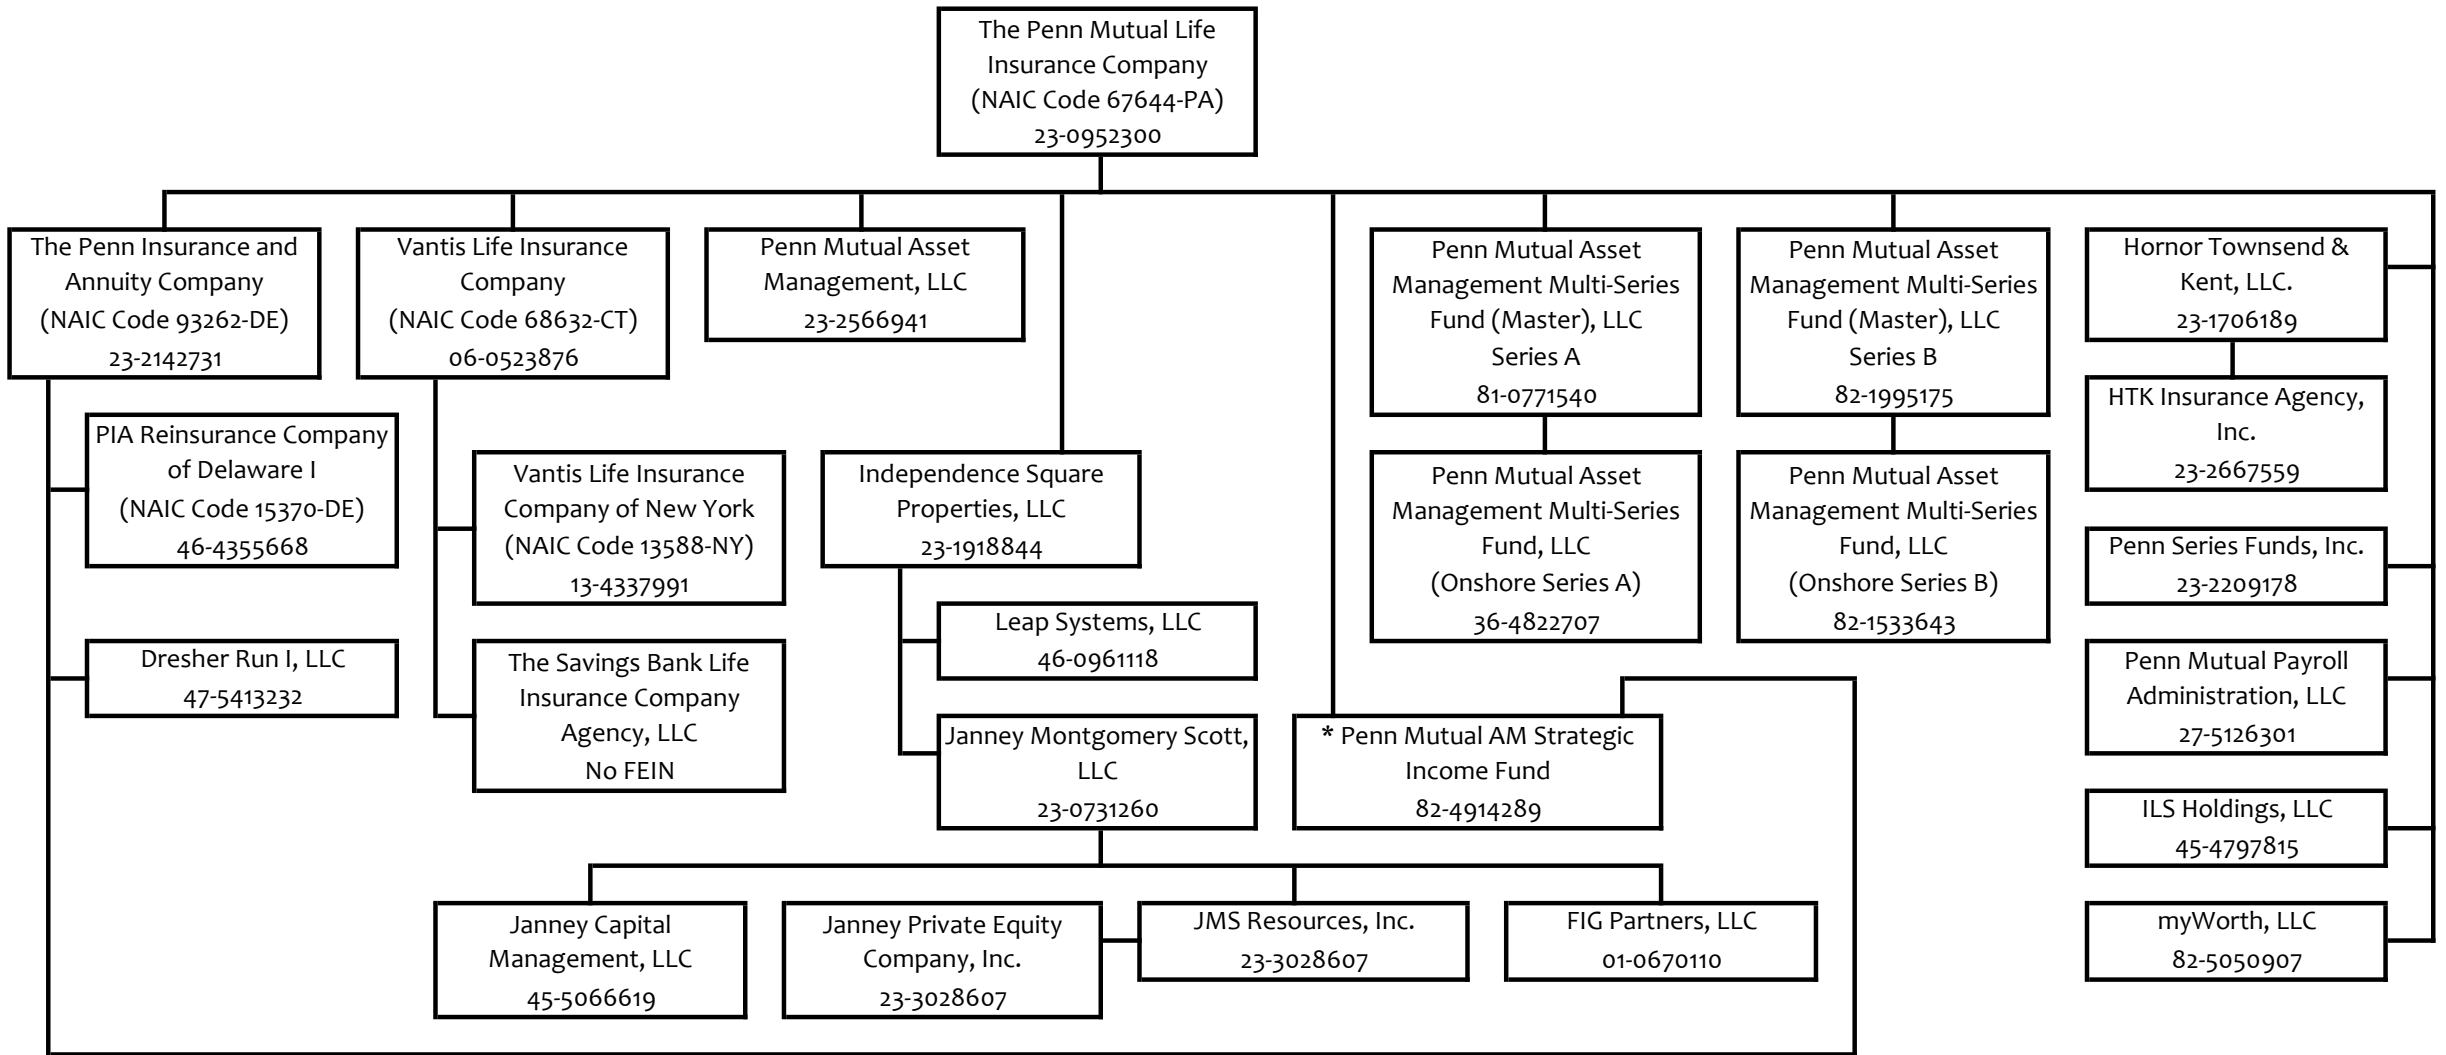 The Penn Mutual Life
Insurance Company
(NAIC Code 67644-PA)
23-0952300
The Penn Insurance and
Annuity Company
(NAIC Code 93262-DE)
23-2142731
Vantis Life Insurance
Company
(NAIC Code 68632-CT)
06-0523876
Penn Mutual Asset
Management, LLC
23-2566941
Penn Mutual Asset
Management Multi-Series
Fund (Master), LLC
Series A
81-0771540
Penn Mutual Asset
Management Multi-Series
Fund (Master), LLC
Series B
82-1995175
Hornor Townsend &
Kent, LLC.
23-1706189
HTK Insurance Agency,
Inc.
23-2667559
PIA Reinsurance Company
of Delaware I
(NAIC Code 15370-DE)
46-4355668
Vantis Life Insurance
Company of New York
(NAIC Code 13588-NY)
13-4337991
Independence Square
Properties, LLC
23-1918844
Penn Mutual Asset
Management Multi-Series
Fund, LLC
(Onshore Series A)
36-4822707
Penn Mutual Asset
Management Multi-Series
Fund, LLC
(Onshore Series B)
82-1533643
Penn Series Funds, Inc.
23-2209178
Leap Systems, LLC
46-0961118
Dresher Run I, LLC
47-5413232
The Savings Bank Life
Insurance Company
Agency, LLC
No FEIN
Penn Mutual Payroll
Administration, LLC
27-5126301
Janney Montgomery Scott,
LLC
23-0731260
* Penn Mutual AM Strategic
Income Fund
82-4914289
ILS Holdings, LLC
45-4797815
Janney Capital
Management, LLC
45-5066619
Janney Private Equity
Company, Inc.
23-3028607
JMS Resources, Inc.
23-3028607
FIG Partners, LLC
01-0670110
myWorth, LLC
82-5050907